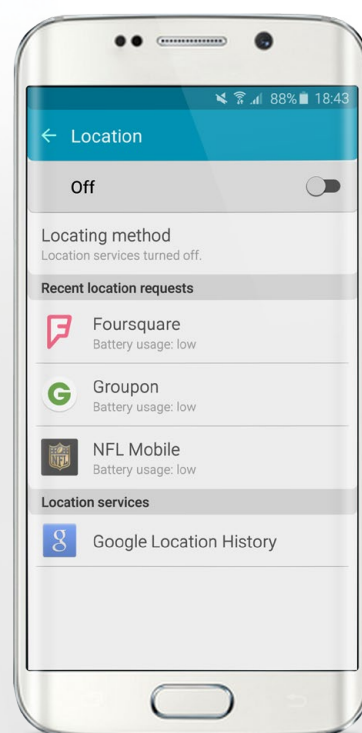 88% 18:43
Location
Off
Locating method
Location services turned off.
Recent location requests
Foursquare
Battery usage: low
G
Groupon
Battery usage: low
NFL
NFL Mobile
Battery usage: low
Location services
g
Google Location History